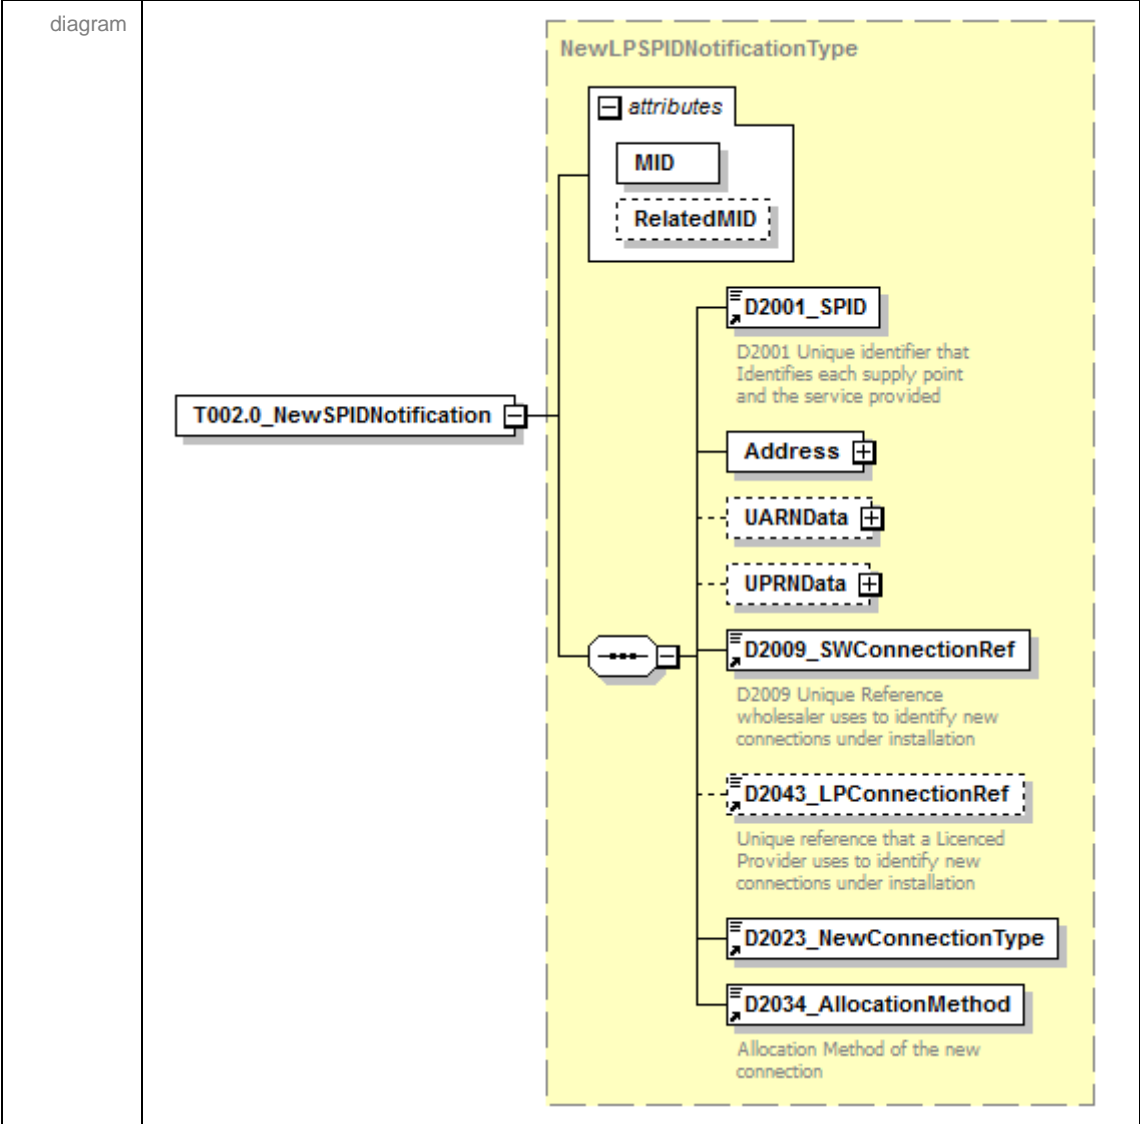 diagram
NewLPSPIDNotificationType
attributes
MID
RelatedMID
T002.0_NewSPIDNotification
D2001_SPID
D2001 Unique identifier that
Identifies each supply point
and the service provided
Address
UARNData
UPRNData
D2009_SWConnectionRef
D2009 Unique Reference
wholesaler uses to identify new
connections under installation
D2043_LPConnectionRef
Unique reference that a Licenced
Provider uses to identify new
connections under installation
D2023_NewConnectionType
D2034_AllocationMethod
Allocation Method of the new
connection